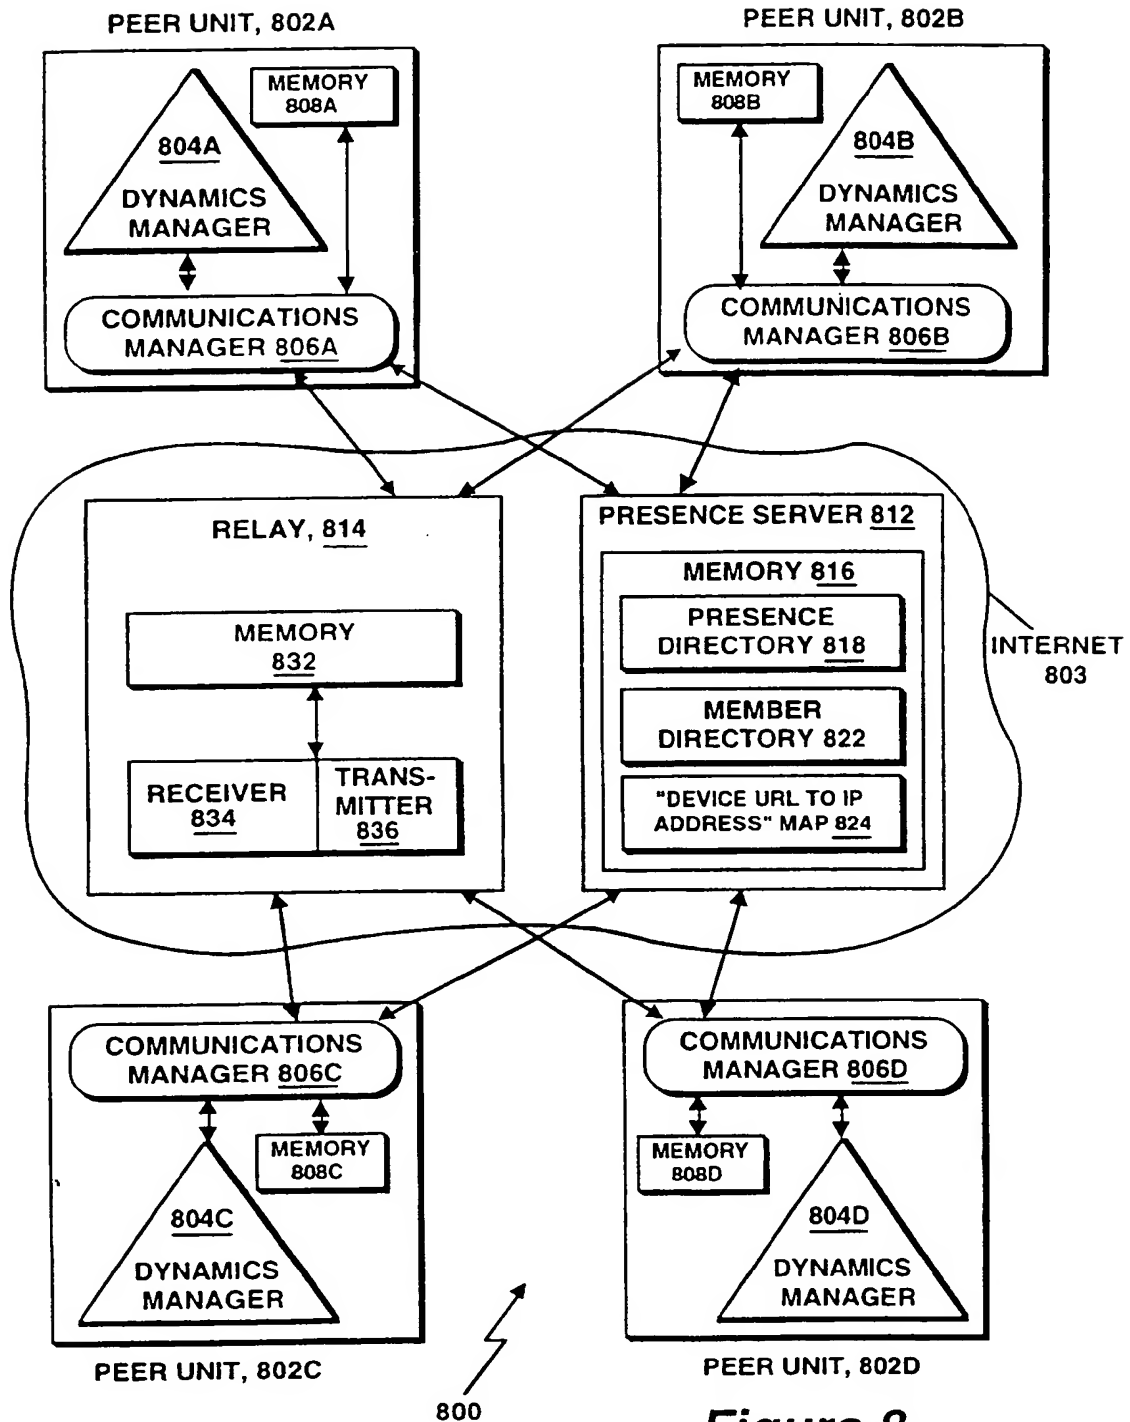 PEER UNIT, 802A
PEER UNIT, 802B
MEMORY
808A
804A
DYNAMICS
MANAGER
COMMUNICATIONS
MANAGER 806A
MEMORY
808B
804B
DYNAMICS
MANAGER
COMMUNICATIONS
MANAGER 806B
RELAY, 814
MEMORY
832
RECEIVER
834
TRANS-
MITTER
836
PRESENCE SERVER 812
MEMORY 816
PRESENCE
DIRECTORY 818
MEMBER
DIRECTORY 822
"DEVICE URL TO IP
ADDRESS" MAP 824
INTERNET
803
COMMUNICATIONS
MANAGER 806C
MEMORY
808C
804C
DYNAMICS
MANAGER
COMMUNICATIONS
MANAGER 806D
MEMORY
808D
804D
DYNAMICS
MANAGER
PEER UNIT, 802C
PEER UNIT, 802D
800
Figure 8